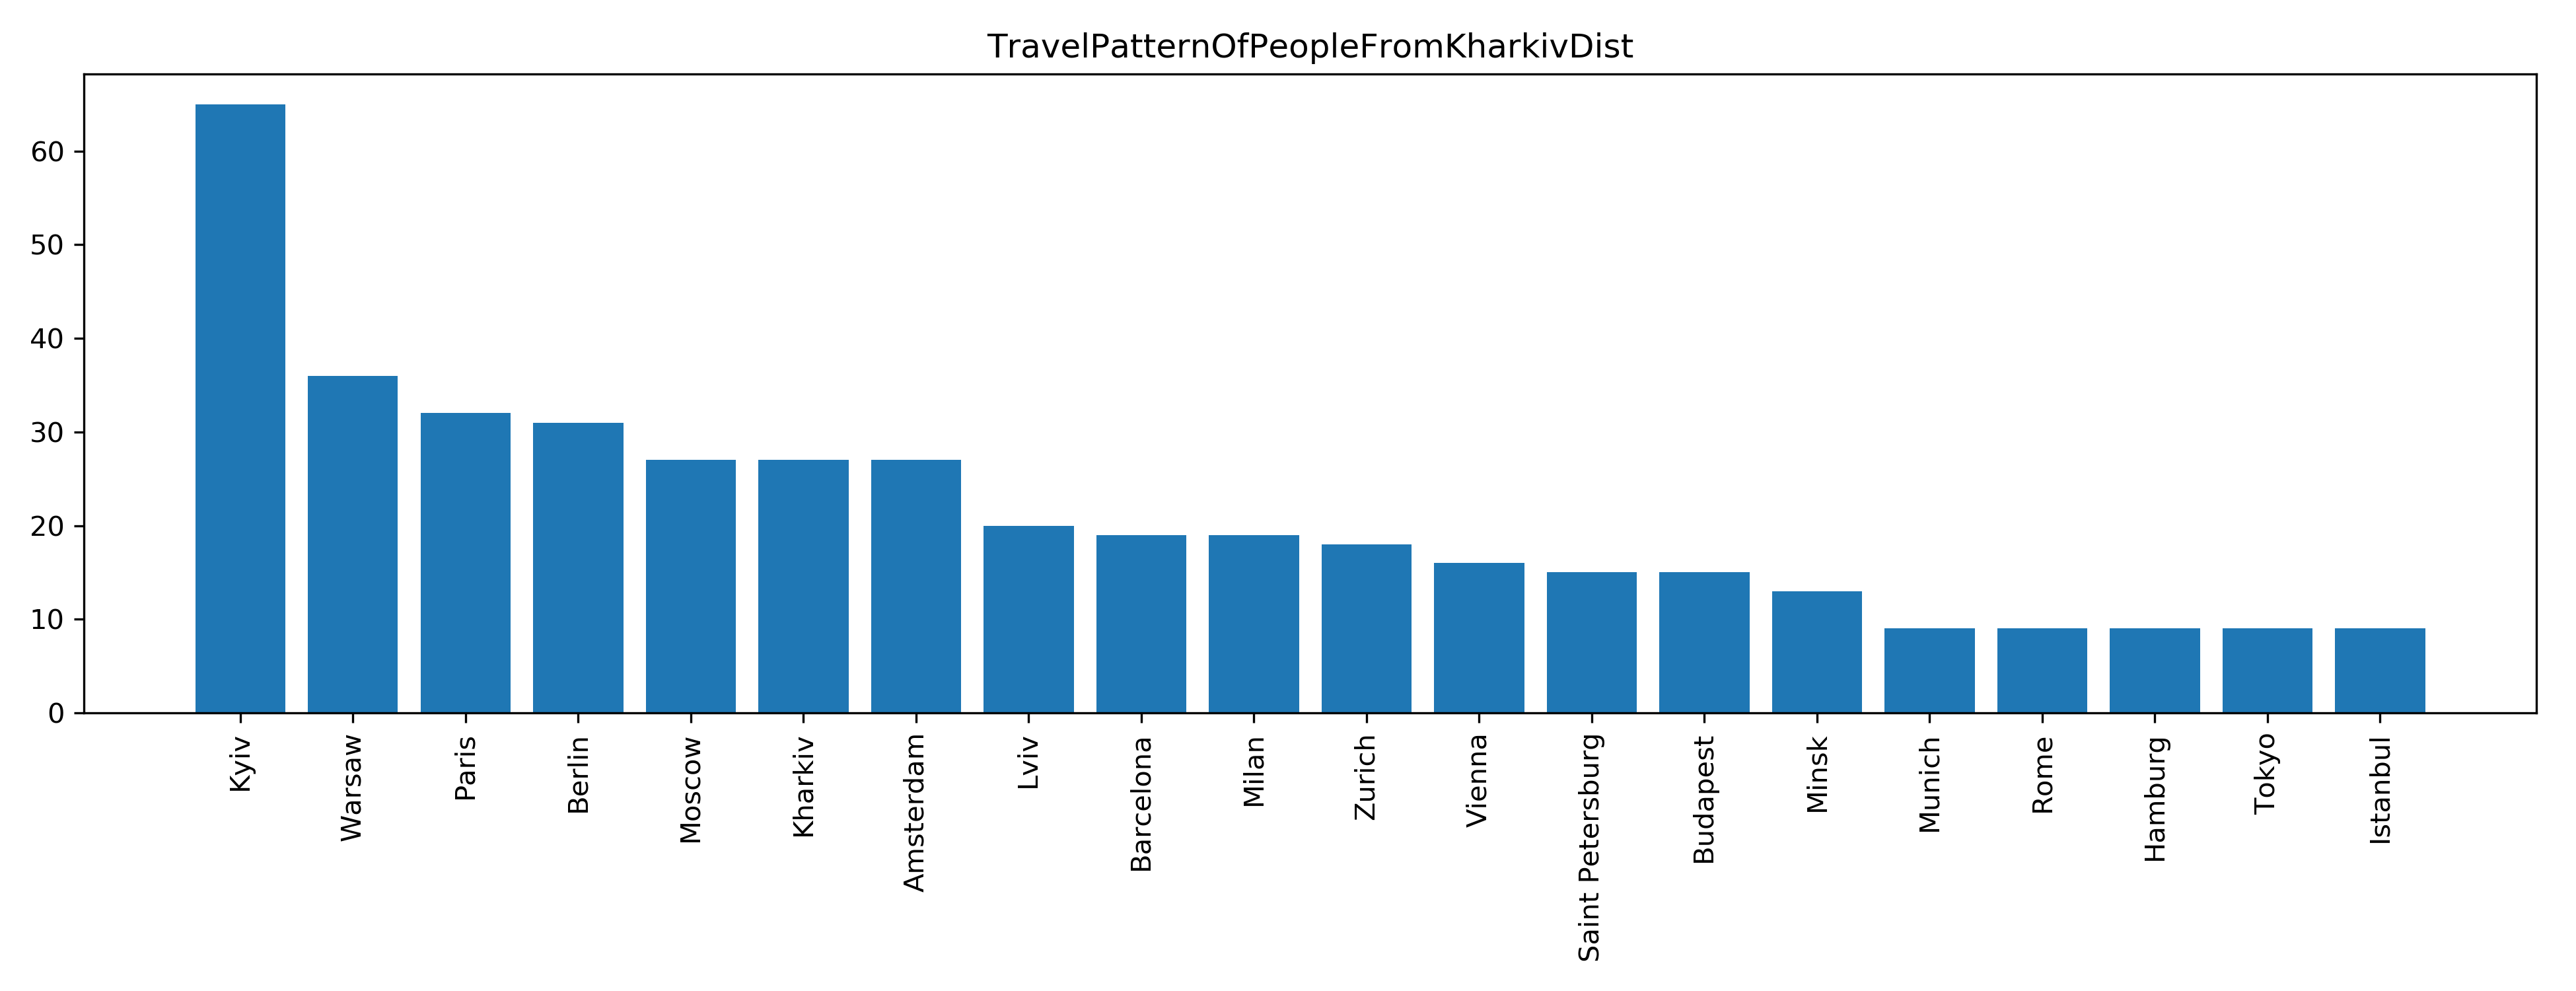 TravelPatternOfPeopleFromKharkivDist
60
50
40
30
20
10
0
Kyiv
Warsaw
Paris
Berlin
Moscow
Kharkiv
Amsterdam
Lviv
Barcelona
Milan
Zurich
Vienna
Saint Petersburg
Budapest
Minsk
Munich
Rome
Hamburg
Tokyo
Istanbul